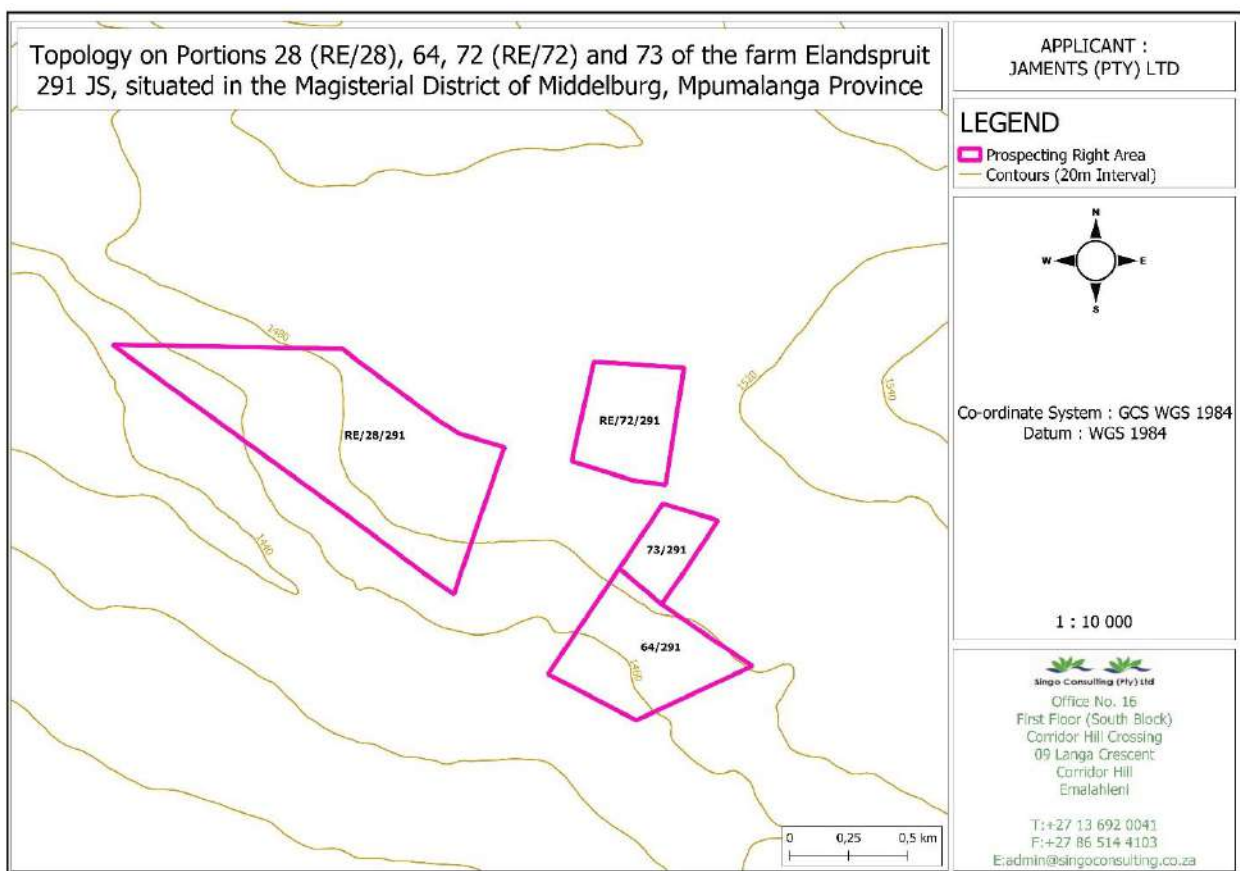 Topology on Portions 28 (RE/28), 64, 72 (RE/72) and 73 of the farm Elandspruit
291 JS, situated in the Magisterial District of Middelburg, Mpumalanga Province
APPLICANT :
JAMENTS (PTY) LTD
LEGEND
Prospecting Right Area
Contours (20m Interval)
N
W E
S
Co-ordinate System : GCS WGS 1984
Datum : WGS 1984
1 : 10 000
Singo Consulting (Pty) Ltd
Office No. 16
First Floor (South Block)
Corridor Hill Crossing
09 Langa Crescent
Corridor Hill
Emalahleni
T:+27 13 692 0041
F:+27 86 514 4103
E:admin@singoconsulting.co.za
1480
RE/28/291
RE/72/291
1520
1540
1440
73/291
64/291
1460
0 0,25 0,5 km